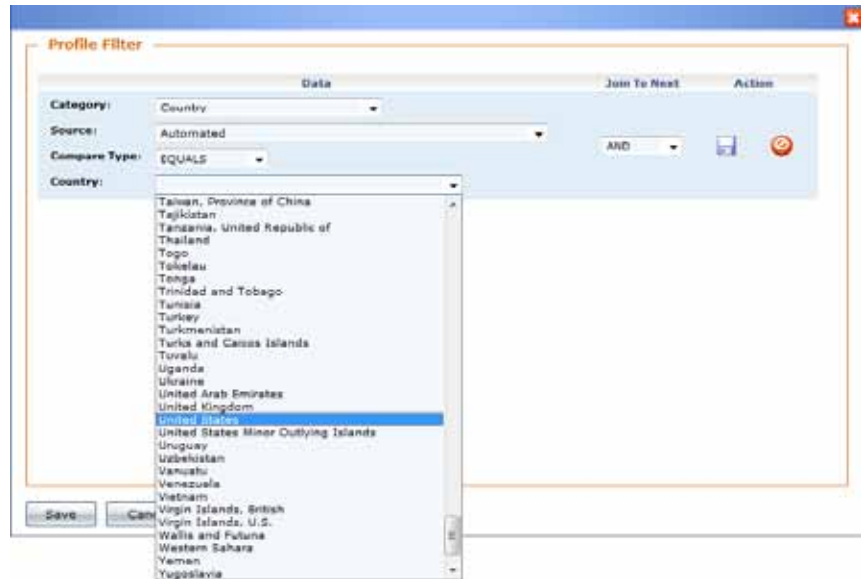 Profile Filter
Data Join To Next Action
Category: Country
Source: Automated
AND
Compare Type: EQUALS
Country:
Taiwan, Province of China
Tajikistan
Tanzania, United Republic of
Thailand
Togo
Tokelau
Tonga
Trinidad and Tobago
Tunisia
Turkey
Turkmenistan
Turks and Caicos Islands
Tuvalu
Uganda
Ukraine
United Arab Emirates
United Kingdom
United States
United States Minor Outlying Islands
Uruguay
Uzbekistan
Vanuatu
Venezuela
Vietnam
Virgin Islands, British
Save Can
Virgin Islands, U.S.
Wallis and Futuna
Western Sahara
Yemen
Yugoslavia